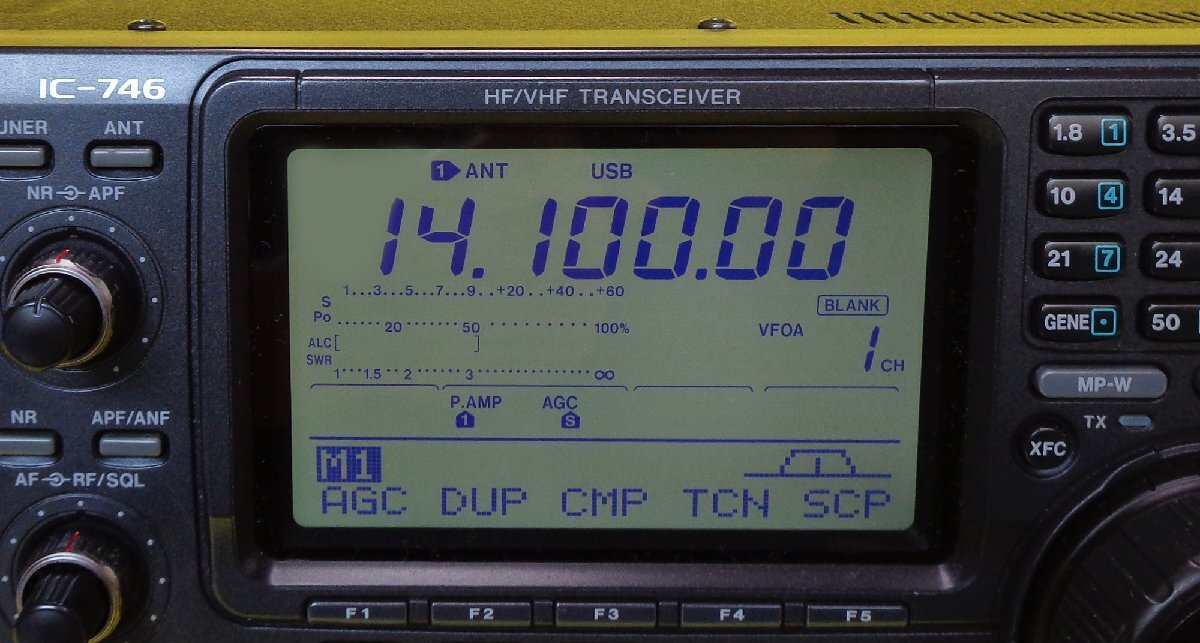 IC-746
HF/VHF TRANSCEIVER
UNER ANT
NR APF
1 ANT USB
14.100.00
1...3...5...7...9..+20..+40..+60
S
Po 20 50 100%
ALC
SWR
1 1.5 2 3 ∞
BLANK
VFOA
1 CH
P.AMP AGC
1 S
M1
AGC DUP CMP TCN SCP
1.8 1 3.5
10 4 14
21 7 24
GENE • 50
MP-W
TX
XFC
NR APF/ANF
AF RF/SQL
F1 F2 F3 F4 F5